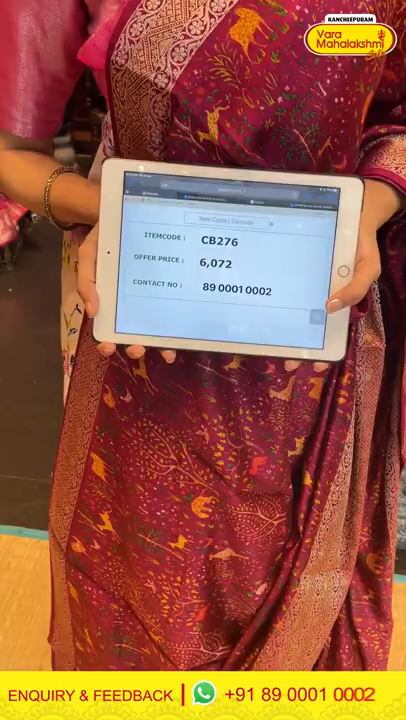 KANCHEEPURAM
Vara
Mahalakshmi
Item Code / Barcode
ITEMCODE : CB276
OFFER PRICE : 6,072
CONTACT NO : 89 0001 0002
ENQUIRY & FEEDBACK | +91 89 0001 0002